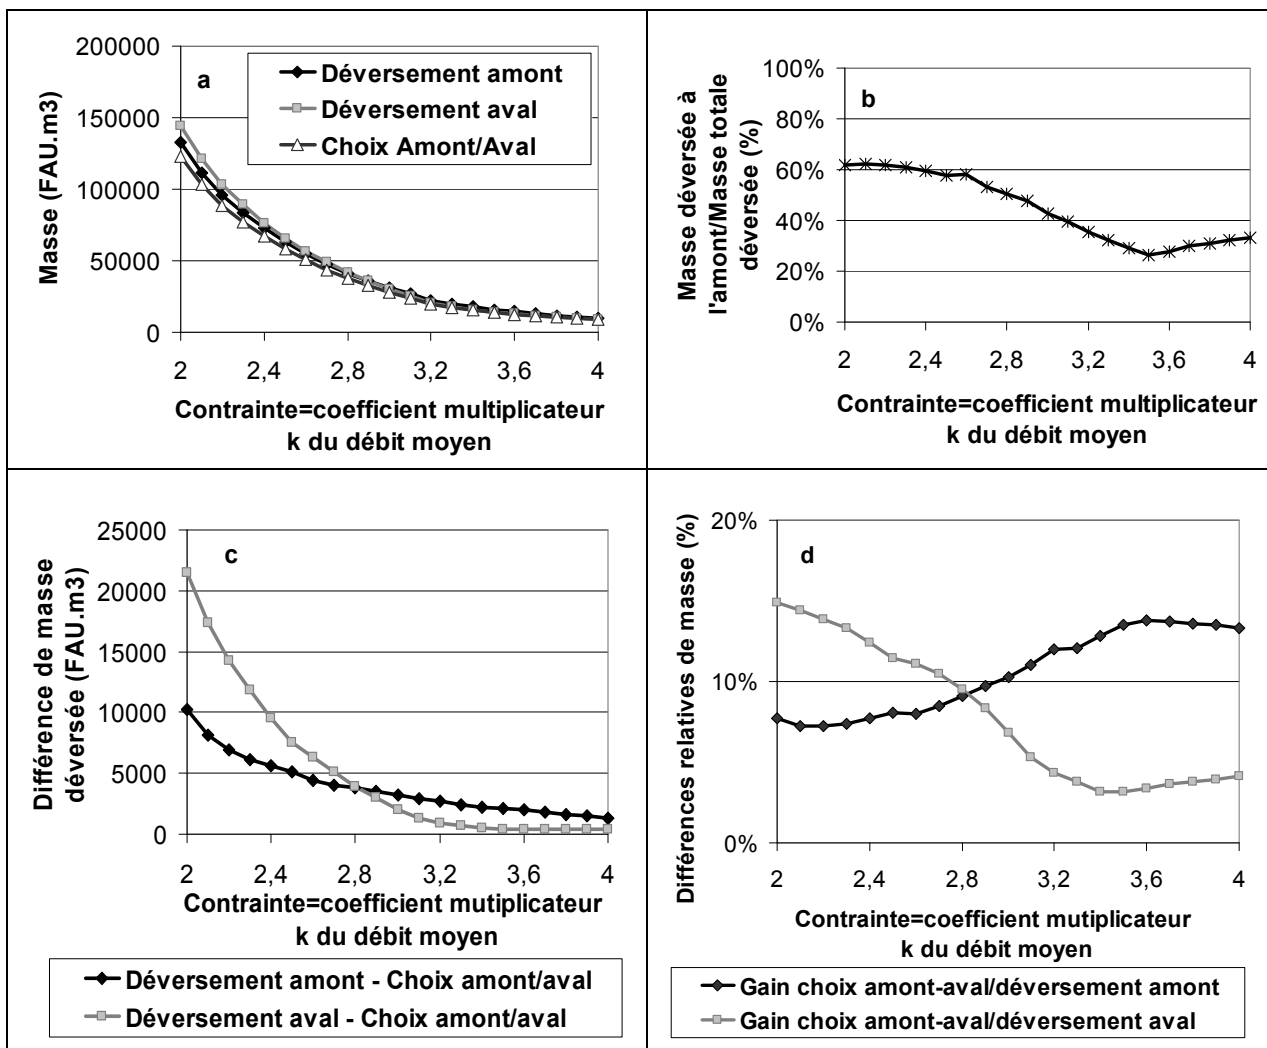 200000
150000
100000
50000
0
a
Déversement amont
Déversement aval
Choix Amont/Aval
Masse (FAU.m3)
2 2,4 2,8 3,2 3,6 4
Contrainte=coefficient multiplicateur
k du débit moyen
100%
80%
60%
40%
20%
0%
b
Masse déversée à
l'amont/Masse totale
déversée (%)
2 2,4 2,8 3,2 3,6 4
Contrainte=coefficient multiplicateur
k du débit moyen
25000
20000
15000
10000
5000
0
c
Différence de masse
déversée (FAU.m3)
2 2,4 2,8 3,2 3,6 4
Contrainte=coefficient mutiplicateur
k du débit moyen
Déversement amont - Choix amont/aval
Déversement aval - Choix amont/aval
20%
10%
0%
d
Différences relatives de masse (%)
2 2,4 2,8 3,2 3,6 4
Contrainte=coefficient mutiplicateur
k du débit moyen
Gain choix amont-aval/déversement amont
Gain choix amont-aval/déversement aval